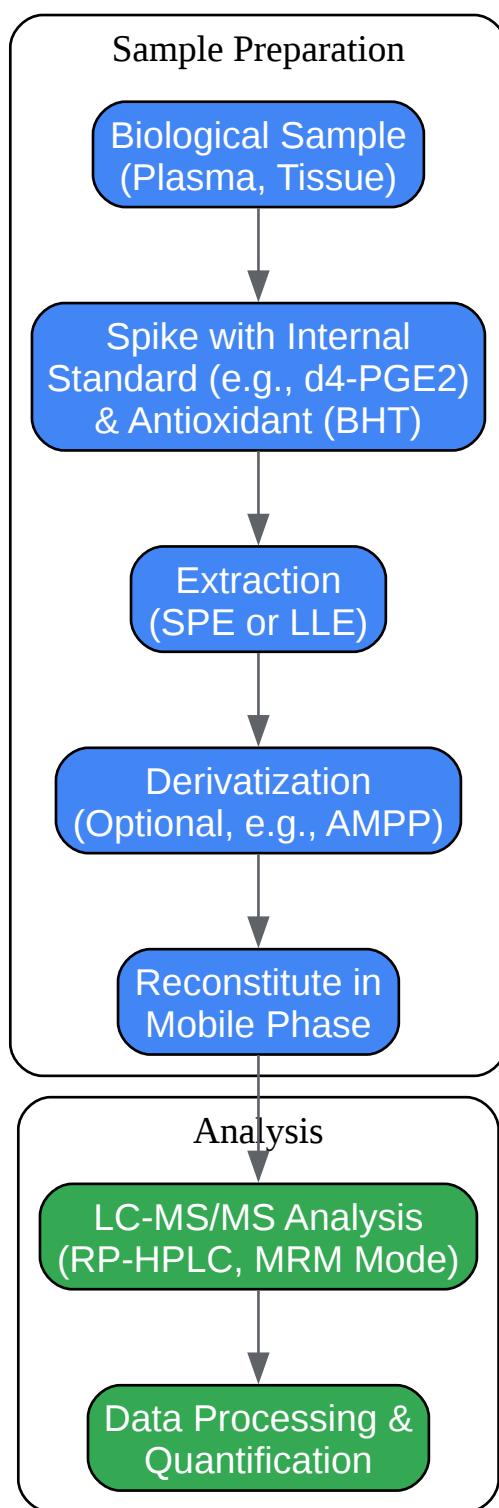 Sample Preparation
Biological Sample
(Plasma, Tissue)
Spike with Internal
Standard (e.g., d4-PGE2)
& Antioxidant (BHT)
Extraction
(SPE or LLE)
Derivatization
(Optional, e.g., AMPP)
Reconstitute in
Mobile Phase
Analysis
LC-MS/MS Analysis
(RP-HPLC, MRM Mode)
Data Processing &
Quantification